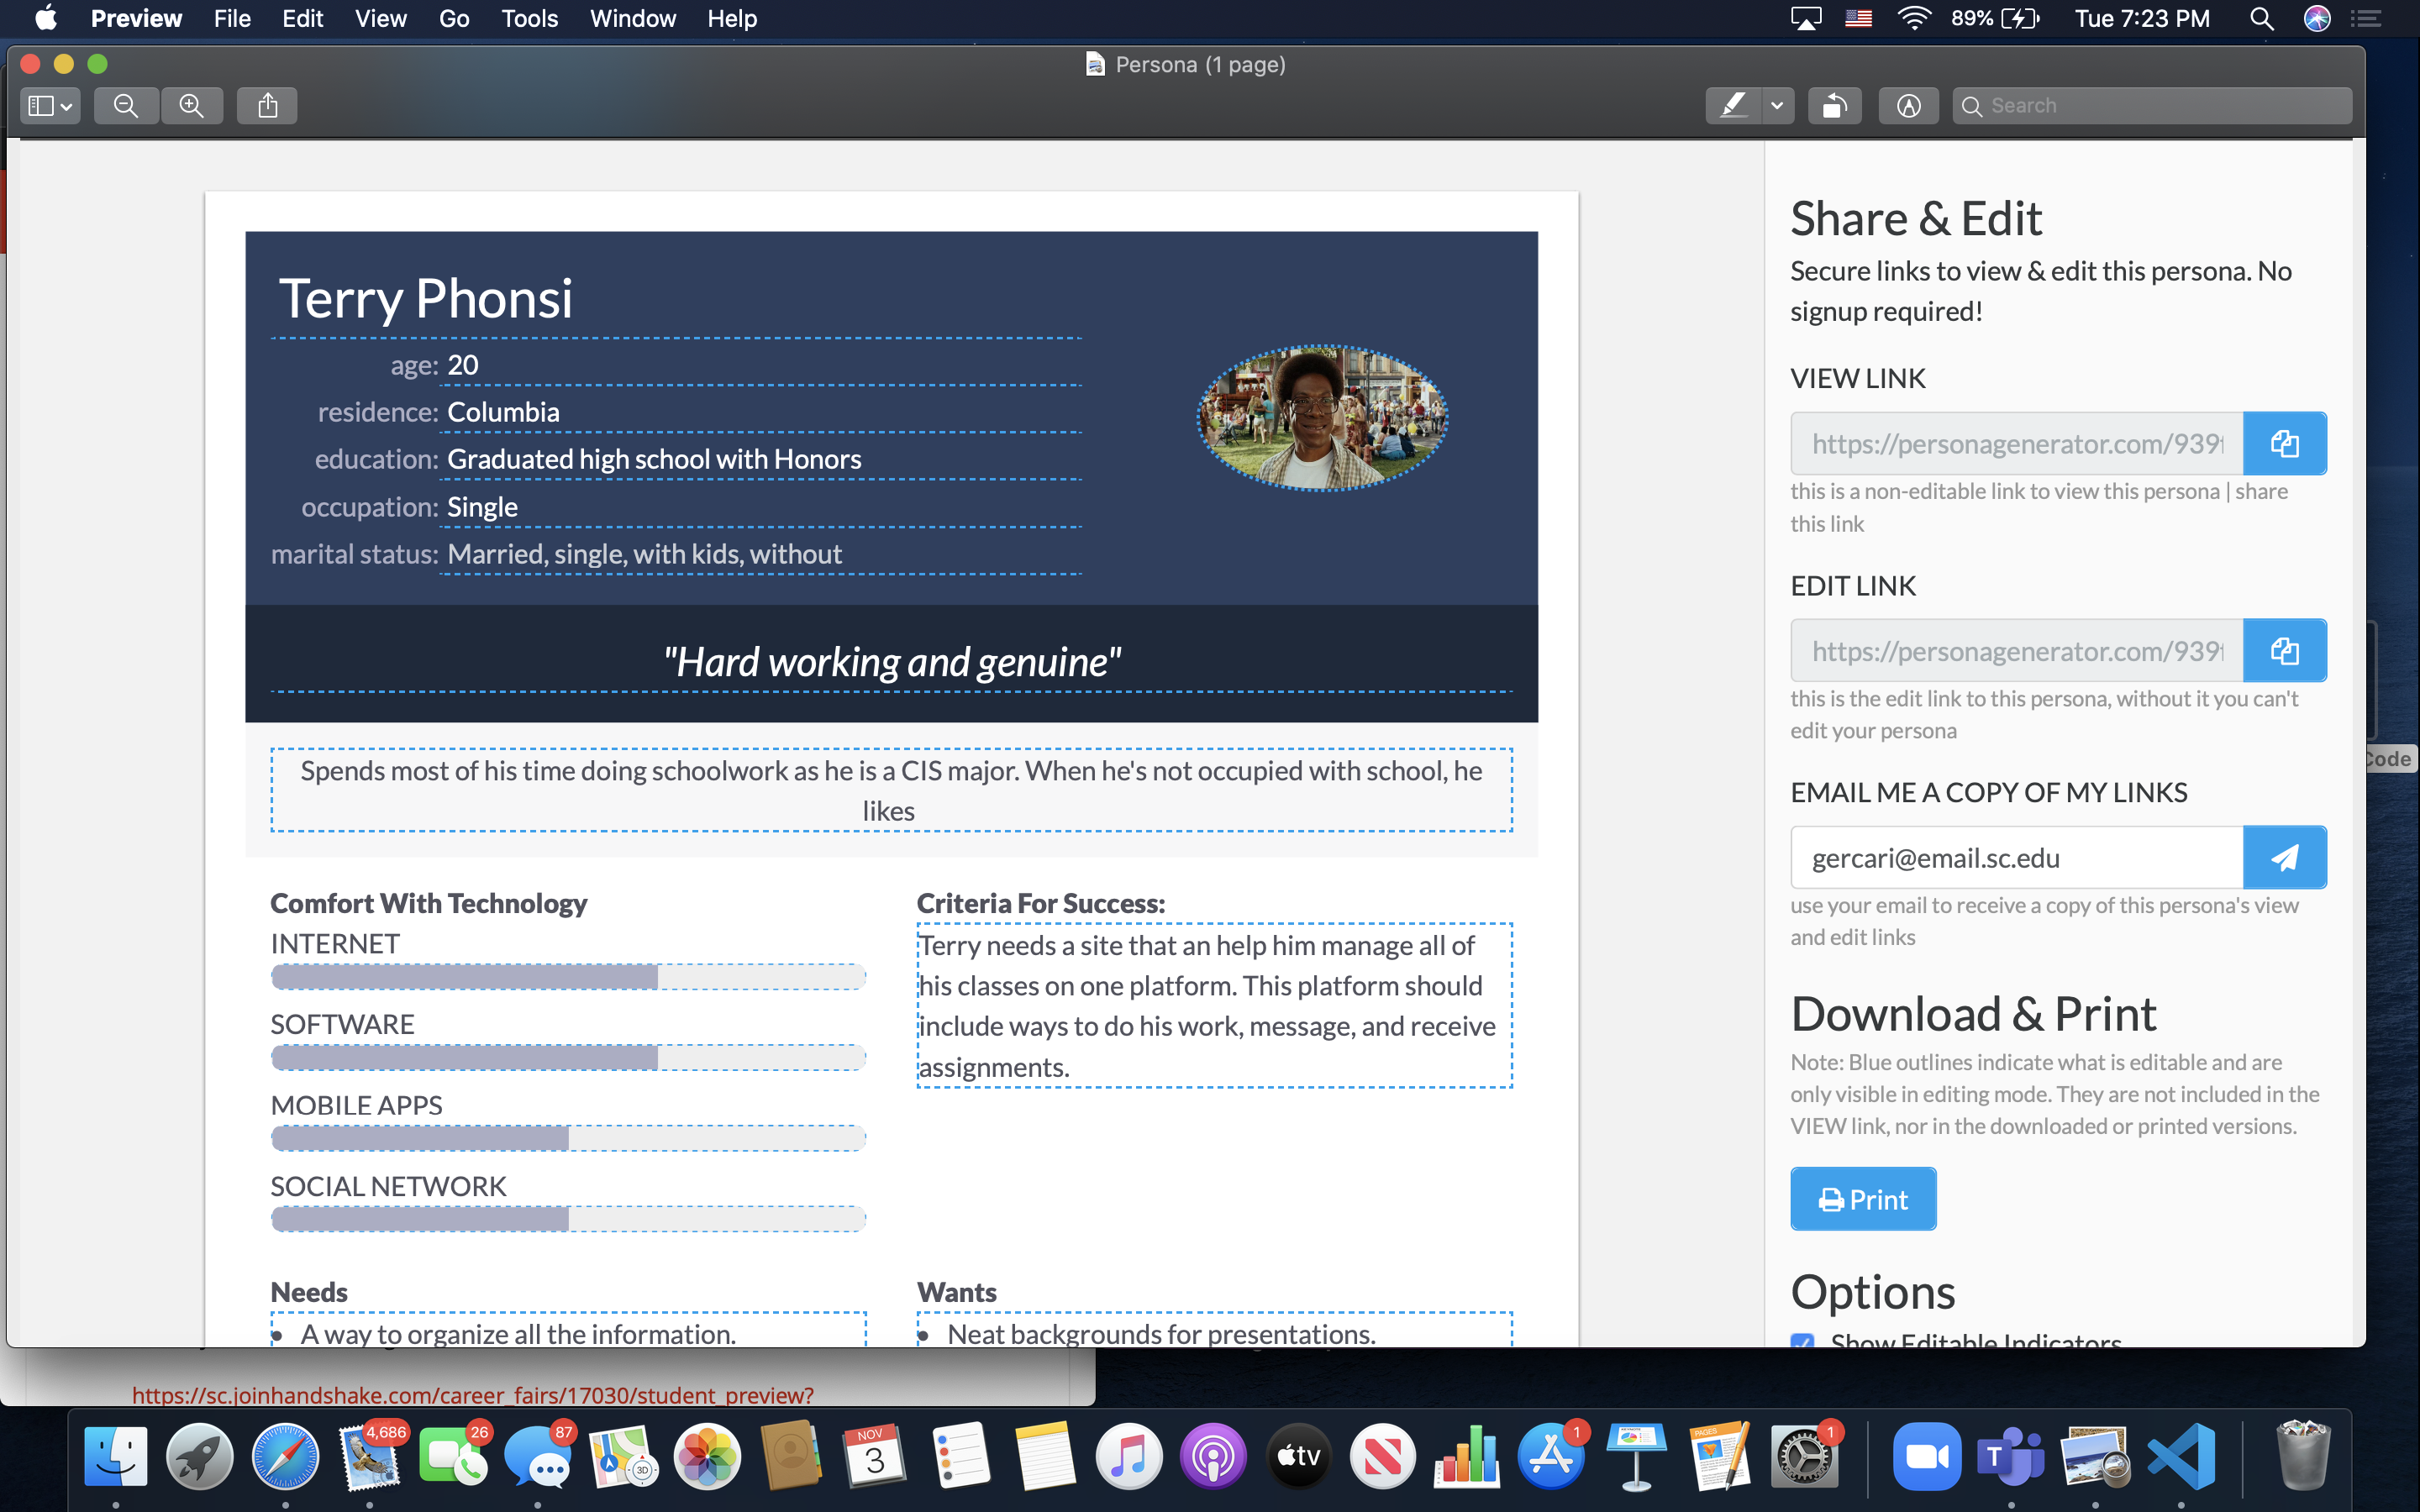 Preview File Edit View Go Tools Window Help
89% Tue 7:23 PM
Persona (1 page)
Search
Terry Phonsi
age: 20
residence: Columbia
education: Graduated high school with Honors
occupation: Single
marital status: Married, single, with kids, without
"Hard working and genuine"
Spends most of his time doing schoolwork as he is a CIS major. When he's not occupied with school, he
likes
Comfort With Technology
INTERNET
SOFTWARE
MOBILE APPS
SOCIAL NETWORK
Criteria For Success:
Terry needs a site that an help him manage all of
his classes on one platform. This platform should
include ways to do his work, message, and receive
assignments.
Needs
• A way to organize all the information.
Wants
• Neat backgrounds for presentations.
Share & Edit
Secure links to view & edit this persona. No
signup required!
VIEW LINK
https://personagenerator.com/939
this is a non-editable link to view this persona | share
this link
EDIT LINK
https://personagenerator.com/939
this is the edit link to this persona, without it you can't
edit your persona
EMAIL ME A COPY OF MY LINKS
gercari@email.sc.edu
use your email to receive a copy of this persona's view
and edit links
Download & Print
Note: Blue outlines indicate what is editable and are
only visible in editing mode. They are not included in the
VIEW link, nor in the downloaded or printed versions.
Print
Options
Show Editable Indicators
Code
https://sc.joinhandshake.com/career_fairs/17030/student_preview?
4,686
26
87
3D
NOV
3
tv
1
PAGES
1
T